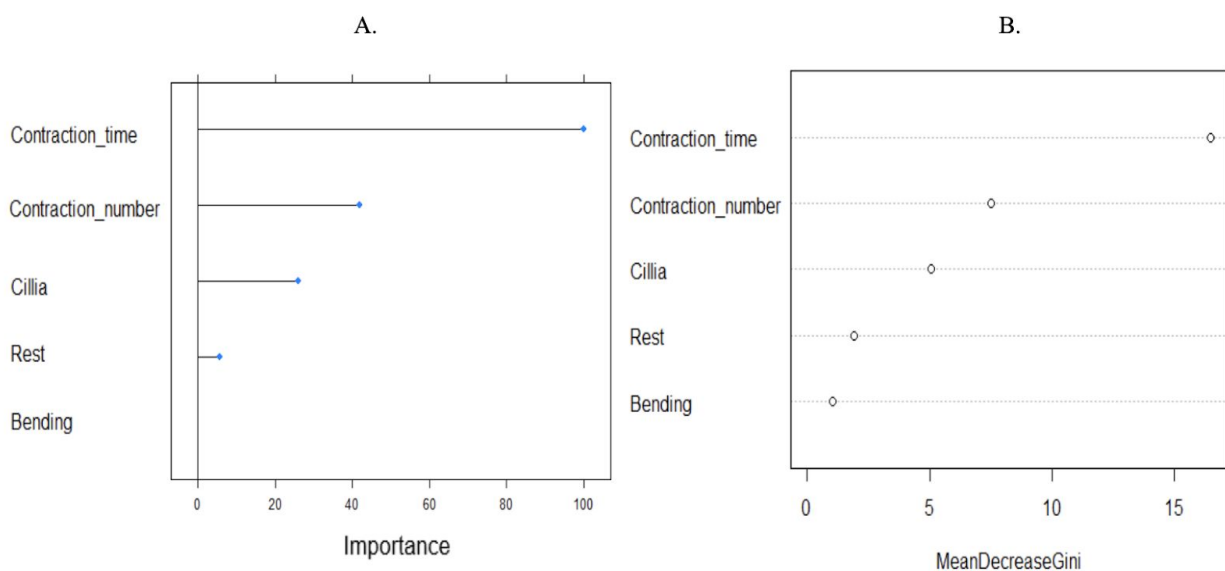 A.
Contraction_time
Contraction_number
Cillia
Rest
Bending
0 20 40 60 80 100
Importance
B.
Contraction_time
Contraction_number
Cillia
Rest
Bending
0 5 10 15
MeanDecreaseGini